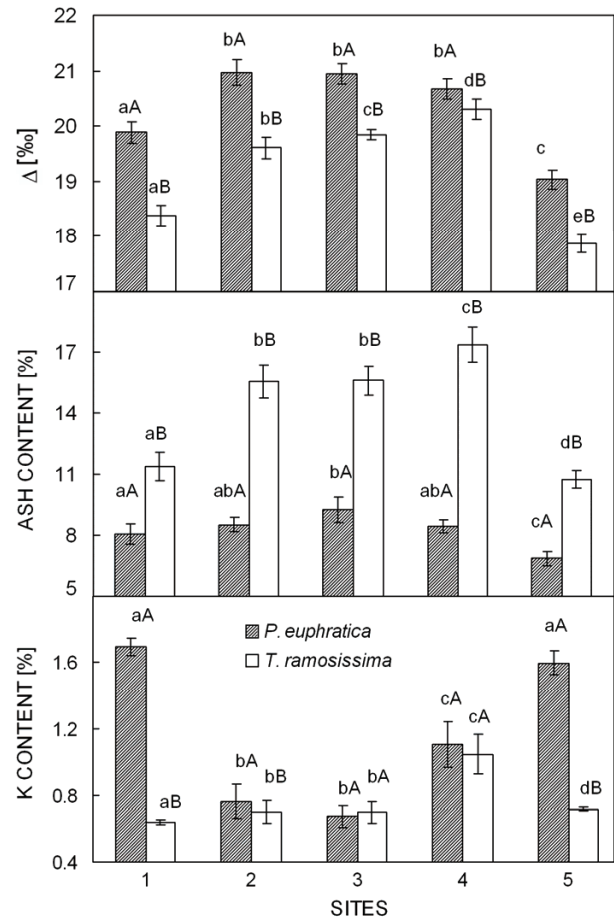 22
bA
bA
bA
21
aA
dB
20
bB
cB
c
Δ [‰]
19
aB
eB
18
17
cB
17
bB
bB
14
aB
dB
ASH CONTENT [%]
11
aA
abA
bA
abA
8
cA
5
aA
P. euphratica
aA
T. ramosissima
1.6
K CONTENT [%]
cA
cA
1.2
bA
bB
bA
bA
aB
dB
0.8
0.4
1 2 3 4 5
SITES